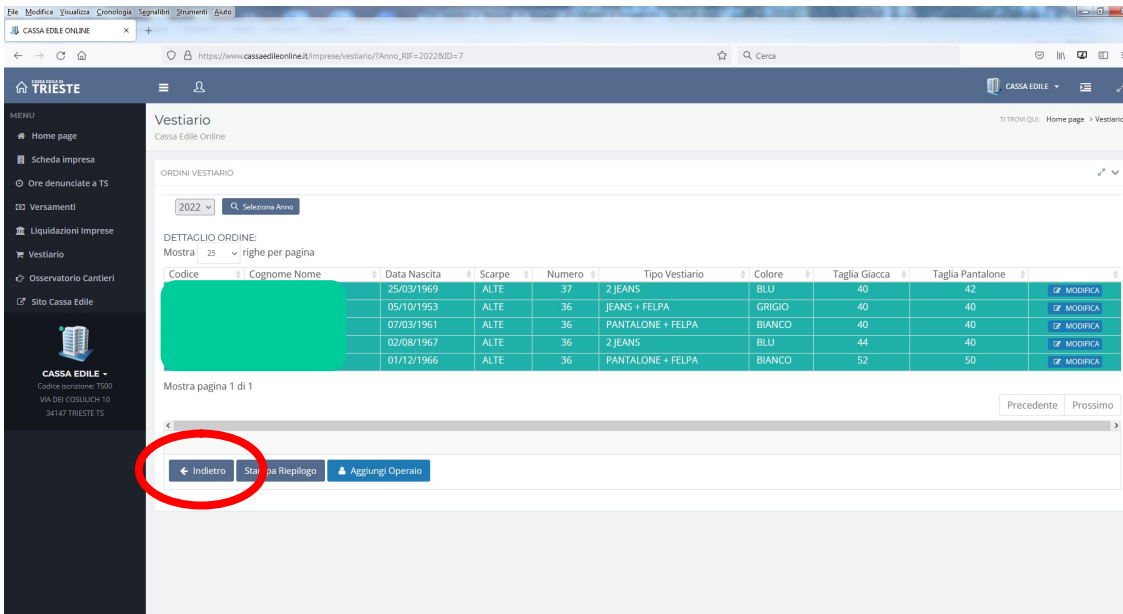 File Modifica Visualizza Cronologia Segnalibri Strumenti Aiuto
CASSA EDILE ONLINE × +
https://www.cassaedileonline.it/imprese/vestiario/?Anno_RIF=2022&ID=7
Cerca
CASSA EDILE DI
TRIESTE
CASSA EDILE
MENU
Home page
Scheda impresa
Ore denunciate a TS
Versamenti
Liquidazioni Imprese
Vestiario
Osservatorio Cantieri
Sito Cassa Edile
CASSA EDILE
Codice iscrizione: TS00
VIA DEI COSULICH 10
34147 TRIESTE TS
Vestiario
Cassa Edile Online
TI TROVI QUI: Home page > Vestiario
ORDINI VESTIARIO
2022 Seleziona Anno
DETTAGLIO ORDINE:
Mostra 25 righe per pagina
Codice Cognome Nome Data Nascita Scarpe Numero Tipo Vestiario Colore Taglia Giacca Taglia Pantalone
25/03/1969 ALTE 37 2 JEANS BLU 40 42 MODIFICA
05/10/1953 ALTE 36 JEANS + FELPA GRIGIO 40 40 MODIFICA
07/03/1961 ALTE 36 PANTALONE + FELPA BIANCO 40 40 MODIFICA
02/08/1967 ALTE 36 2 JEANS BLU 44 40 MODIFICA
01/12/1966 ALTE 36 PANTALONE + FELPA BIANCO 52 50 MODIFICA
Mostra pagina 1 di 1
Precedente Prossimo
Indietro Stampa Riepilogo Aggiungi Operaio